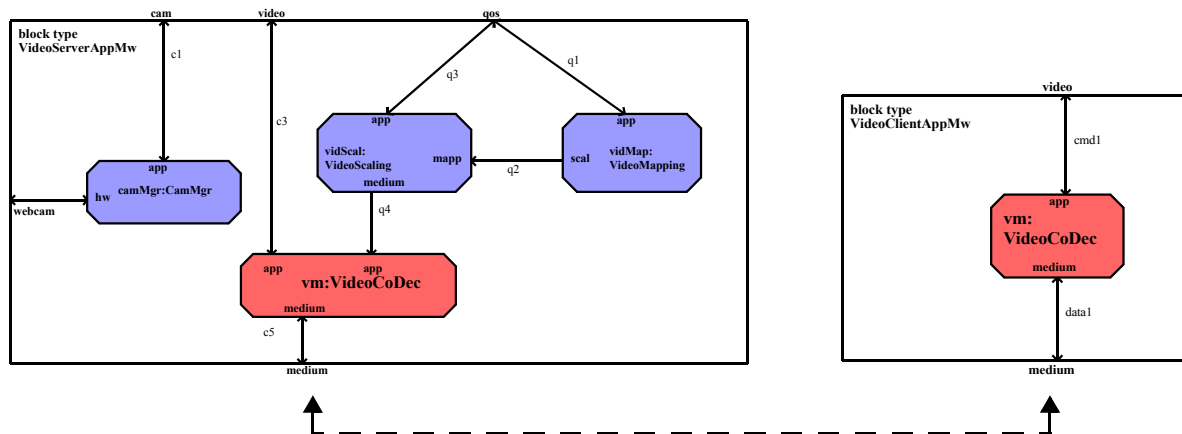 cam
video
qos
block type
VideoServerAppMw
c1
q3
q1
c3
app
app
vidScal:
VideoScaling
mapp
medium
scal
vidMap:
VideoMapping
q2
app
camMgr:CamMgr
hw
webcam
q4
app
app
vm:VideoCoDec
medium
c5
medium
video
block type
VideoClientAppMw
cmd1
app
vm:
VideoCoDec
medium
data1
medium